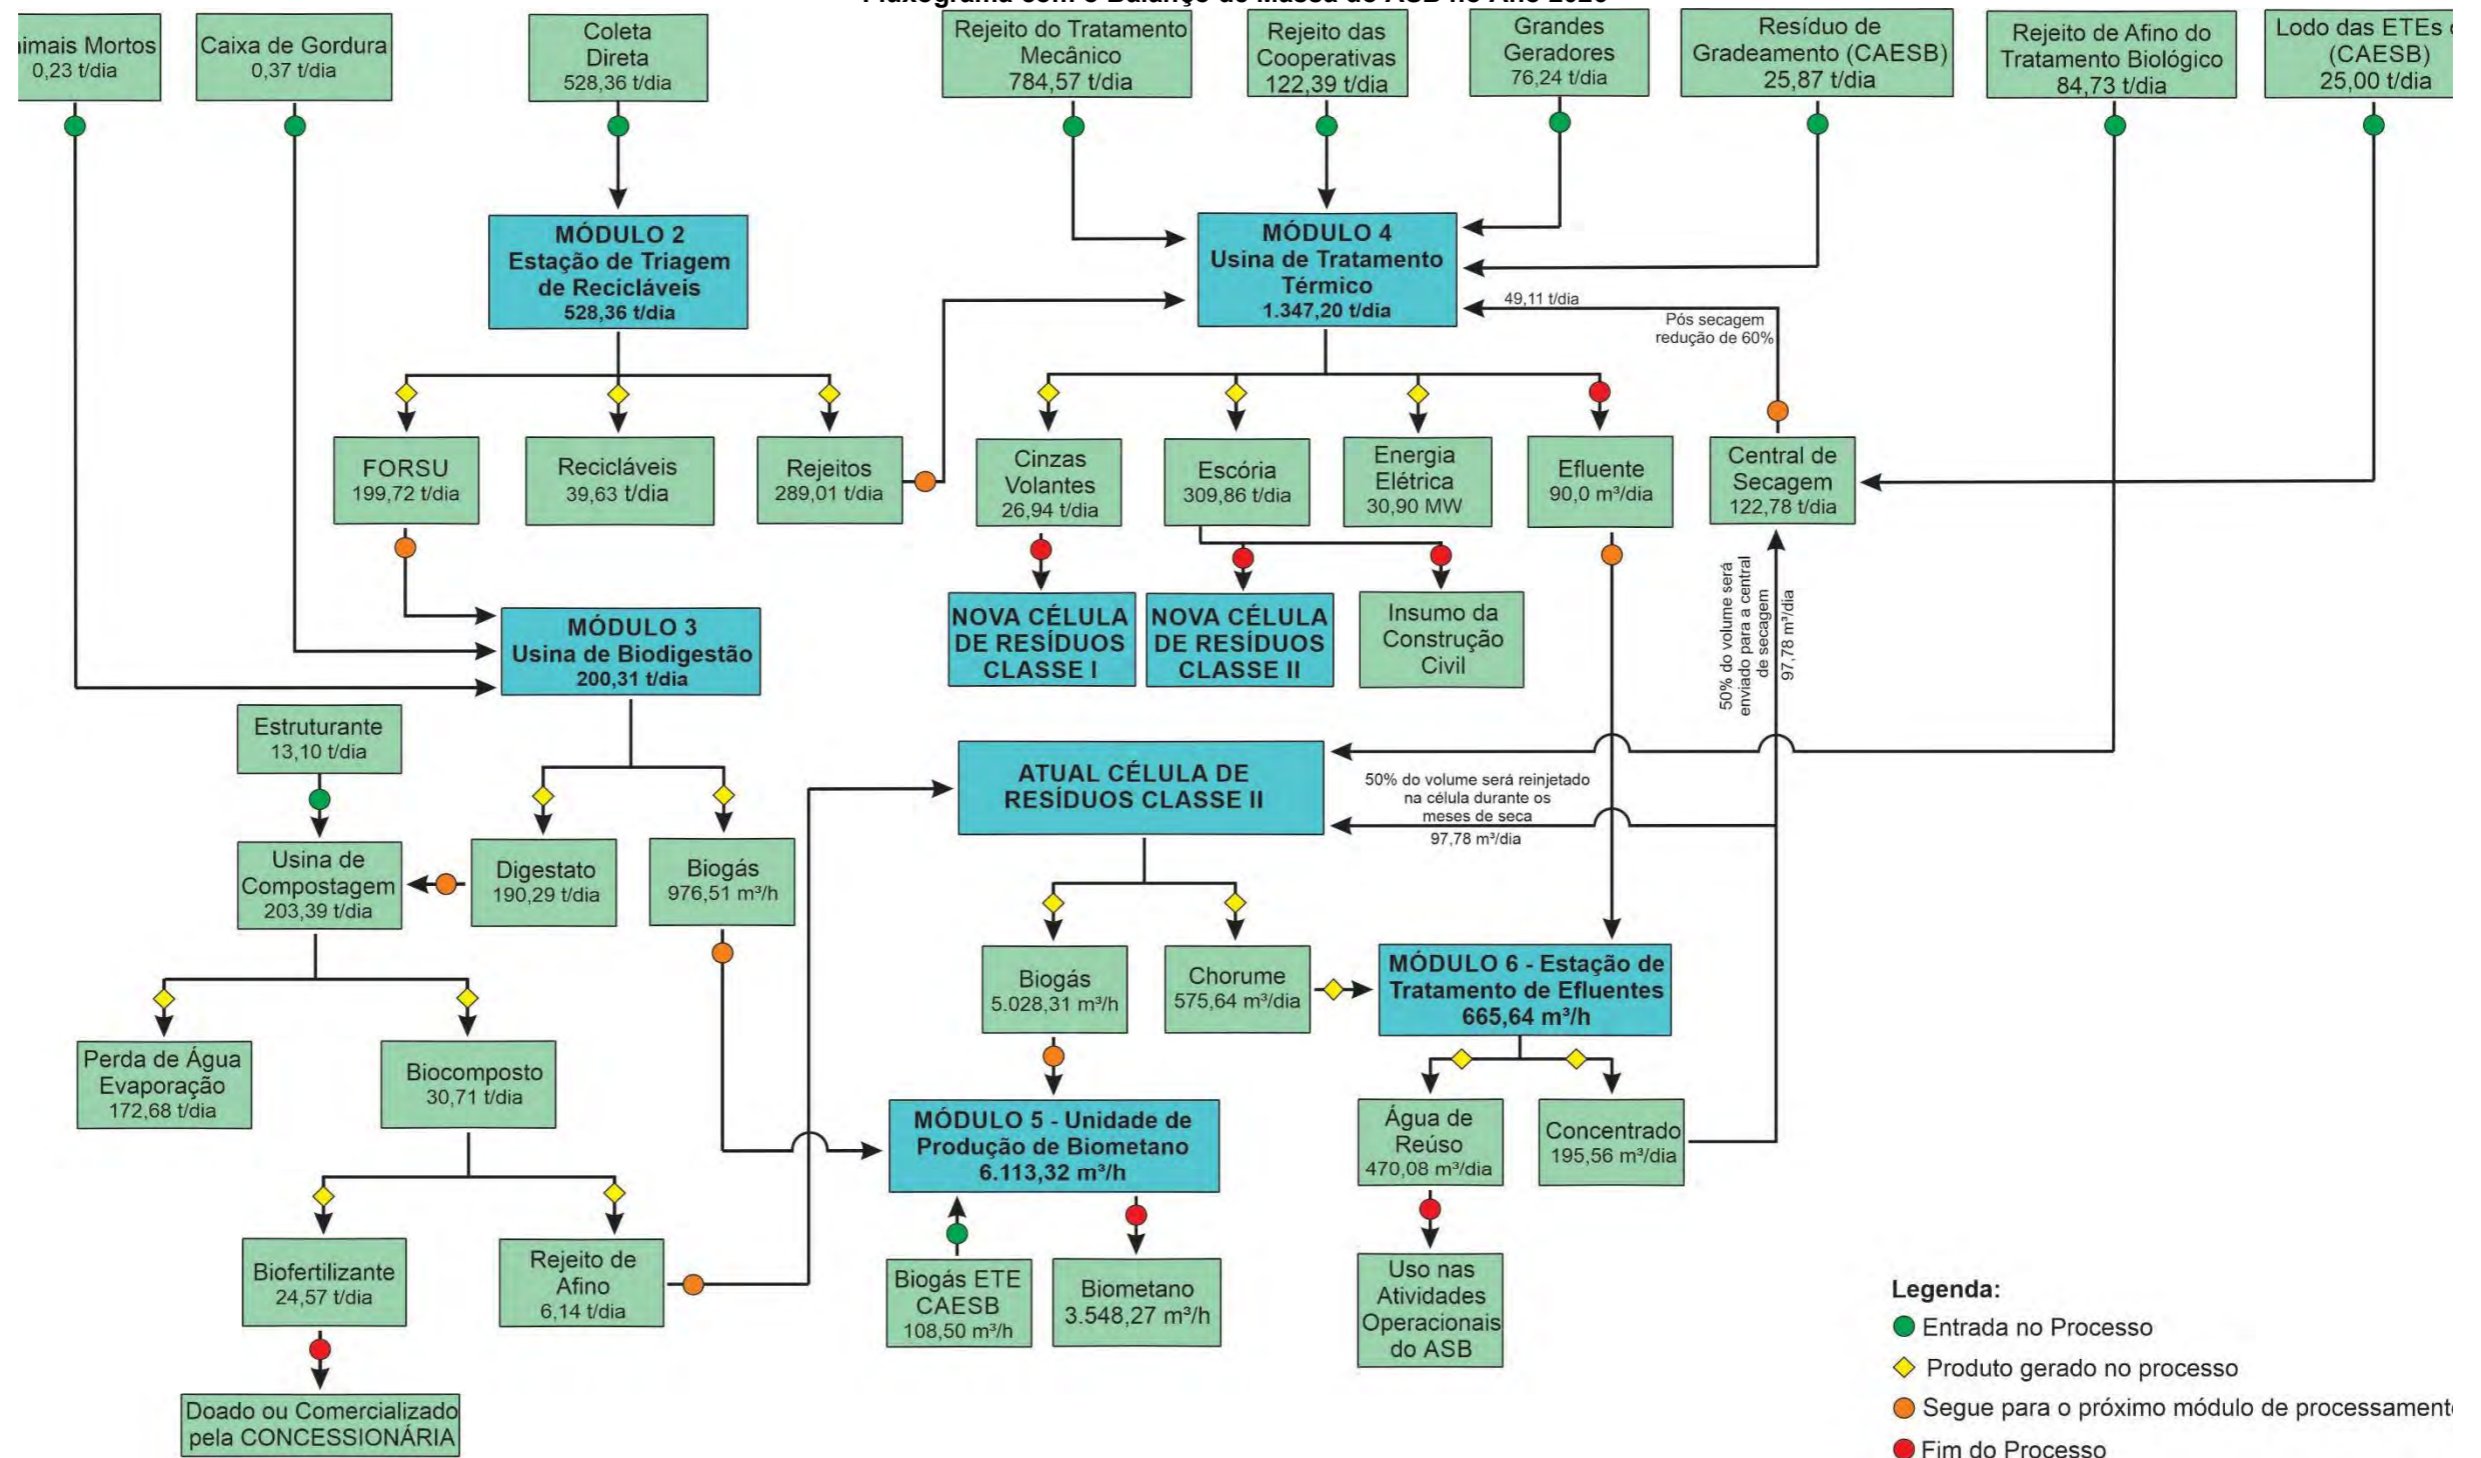 0,23 t/dia
Caixa de Gordura
0,37 t/dia
Coleta
Direta
528,36 t/dia
Rejeito do Tratamento
Mecânico
784,57 t/dia
Rejeito das
Cooperativas
122,39 t/dia
Grandes
Geradores
76,24 t/dia
Resíduo de
Gradeamento (CAESB)
25,87 t/dia
Rejeito de Afino do
Tratamento Biológico
84,73 t/dia
Lodo das ETEs
(CAESB)
25,00 t/dia
Mortos
MÓDULO 2
Estação de Triagem
de Recicláveis
528,36 t/dia
MÓDULO 4
Usina de Tratamento
Térmico
1.347,20 t/dia
49,11 t/dia
Pós secagem
redução de 60%
FORSU
199,72 t/dia
Recicláveis
39,63 t/dia
Rejeitos
289,01 t/dia
Cinzas
Volantes
26,94 t/dia
Escória
309,86 t/dia
Energia
Elétrica
30,90 MW
Efluente
90,0 m³/dia
Central de
Secagem
122,78 t/dia
MÓDULO 3
Usina de Biodigestão
200,31 t/dia
NOVA CÉLULA
DE RESÍDUOS
CLASSE I
NOVA CÉLULA
DE RESÍDUOS
CLASSE II
Insumo da
Construção
Civil
50% do volume será
enviado para a central
de secagem
97,78 m³/dia
Estruturante
13,10 t/dia
ATUAL CÉLULA DE
RESÍDUOS CLASSE II
50% do volume será reinjetado
na célula durante os
meses de seca
97,78 m³/dia
Usina de
Compostagem
203,39 t/dia
Digestato
190,29 t/dia
Biogás
976,51 m³/h
Biogás
5.028,31 m³/h
Chorume
575,64 m³/dia
MÓDULO 6 - Estação de
Tratamento de Efluentes
665,64 m³/h
Perda de Água
Evaporação
172,68 t/dia
Biocomposto
30,71 t/dia
MÓDULO 5 - Unidade de
Produção de Biometano
6.113,32 m³/h
Água de
Reúso
470,08 m³/dia
Concentrado
195,56 m³/dia
Biofertilizante
24,57 t/dia
Rejeito de
Afino
6,14 t/dia
Biogás ETE
CAESB
108,50 m³/h
Biometano
3.548,27 m³/h
Uso nas
Atividades
Operacionais
do ASB
Doado ou Comercializado
pela CONCESSIONÁRIA
Legenda:
Entrada no Processo
Produto gerado no processo
Segue para o próximo módulo de
Fim do Processo